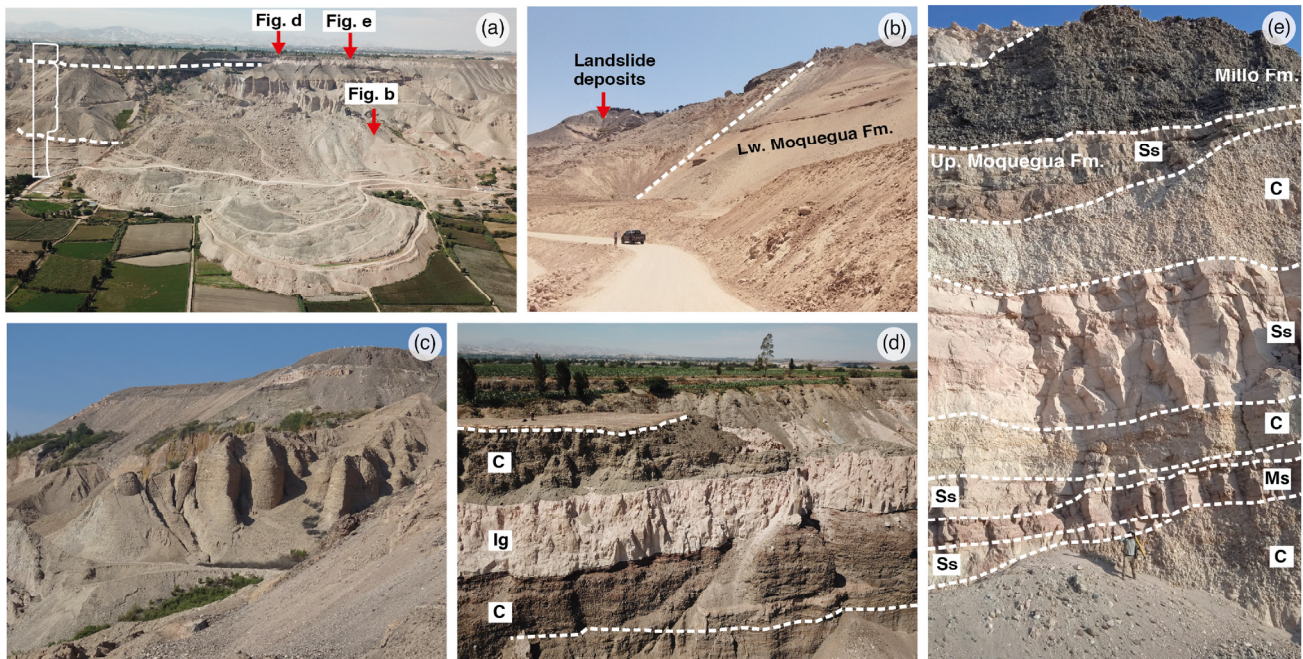 (a)
Fig. d
Fig. e
Fig. b
(b)
Landslide
deposits
Lw. Moquegua Fm.
(c)
(d)
C
Ig
C
(e)
Millo Fm.
Ss
Up. Moquegua Fm.
C
Ss
C
Ms
Ss
Ss
C